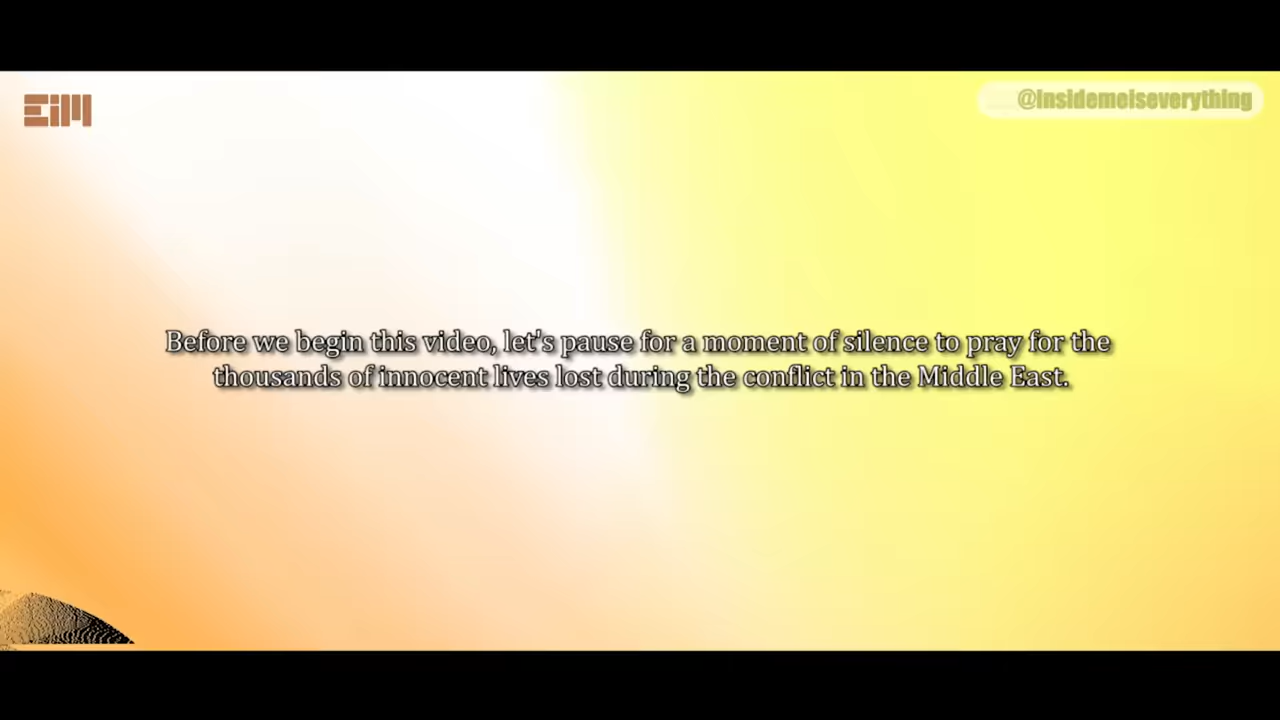 EiM
@insidemeiseverything
Before we begin this video, let's pause for a moment of silence to pray for the
thousands of innocent lives lost during the conflict in the Middle East.